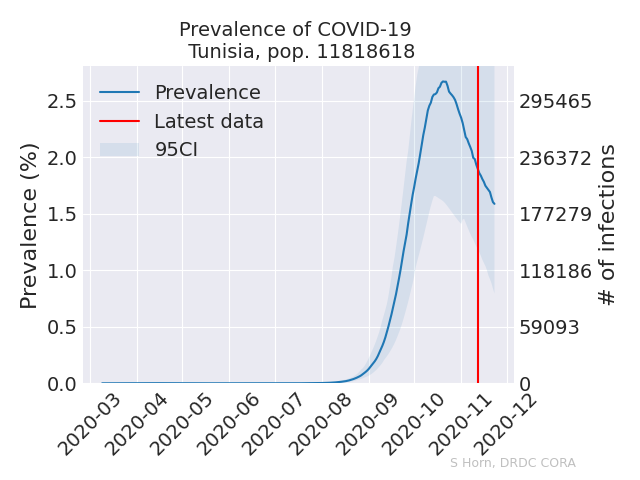 Prevalence of COVID-19
Tunisia, pop. 11818618
Prevalence
Latest data
95CI
Prevalence (%)
2.5
2.0
1.5
1.0
0.5
0.0
295465
236372
177279
118186
59093
0
# of infections
2020-03
2020-04
2020-05
2020-06
2020-07
2020-08
2020-09
2020-10
2020-11
2020-12
S Horn, DRDC CORA